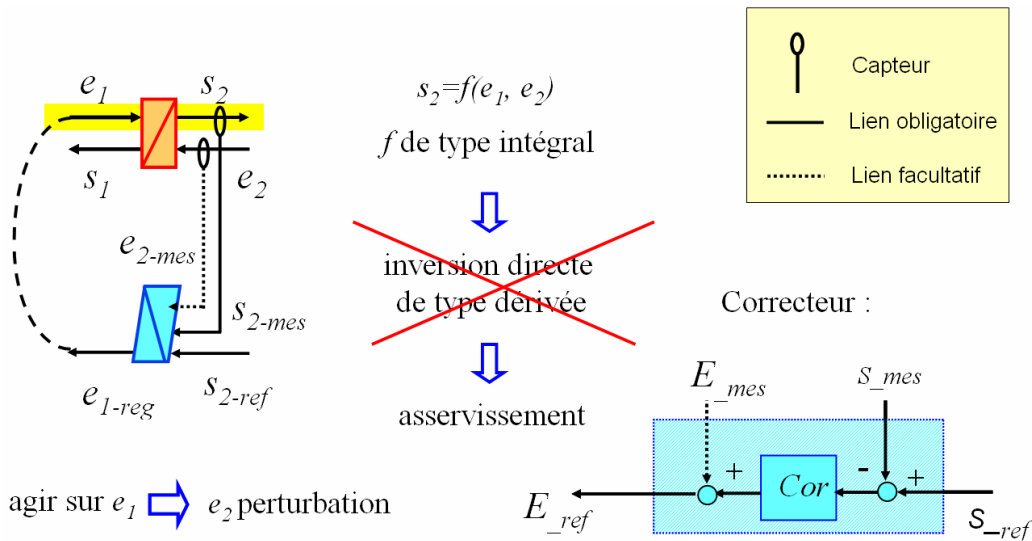 e1
s2
s1
e2
e2-mes
s2-mes
e1-reg
s2-ref
s2=f(e1, e2)
f de type intégral
inversion directe
de type dérivée
asservissement
agir sur e1
e2 perturbation
Capteur
Lien obligatoire
Lien facultatif
Correcteur :
E_mes
S_mes
+
Cor
-
+
E_ref
S_ref